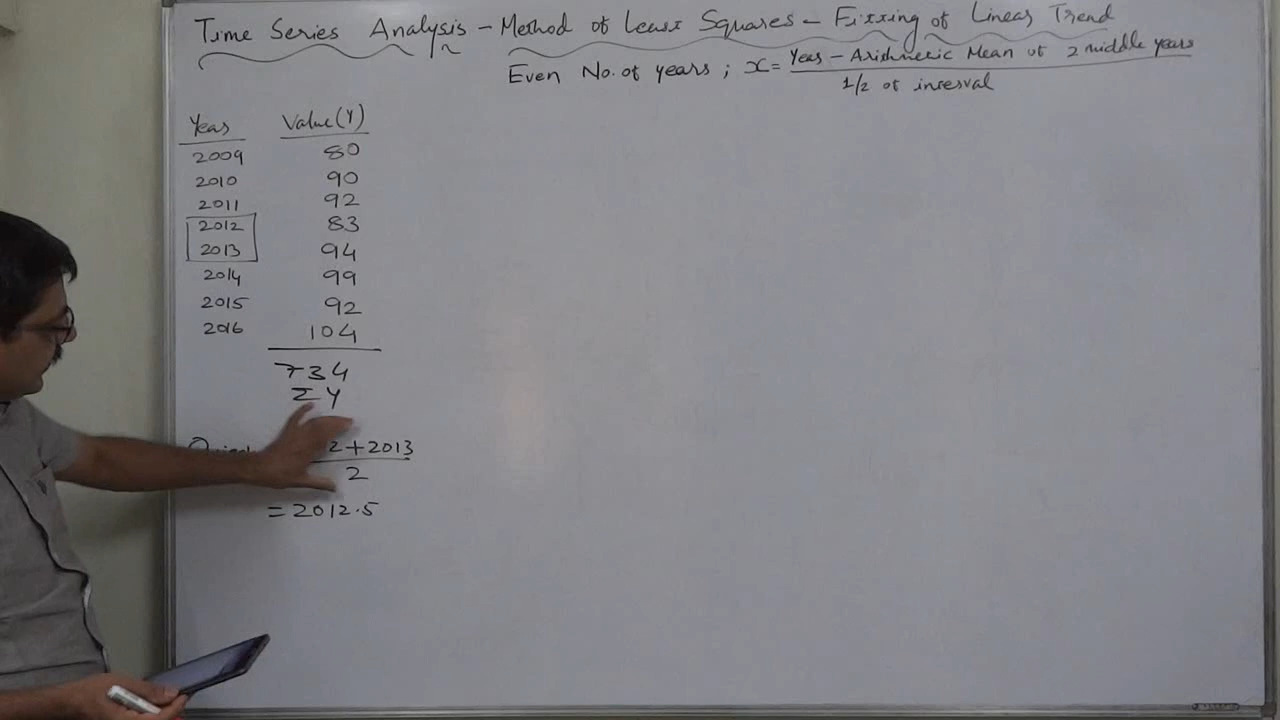 Time Series Analysis - Method of Least Squares - Fitting of Linear Trend
Even No. of years ; x = Year - Arithmetic Mean of 2 middle years
1/2 of interval
Year Value (Y)
2009 80
2010 90
2011 92
2012 83
2013 94
2014 99
2015 92
2016 104
734
ΣY
2+2013
2
= 2012.5